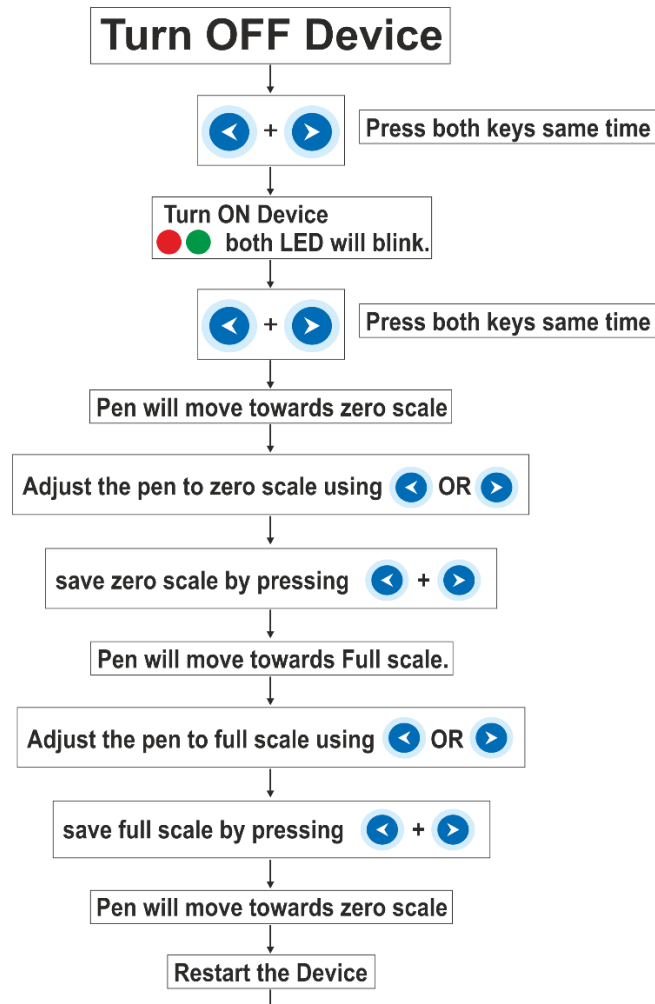 Turn OFF Device
+
Press both keys same time
Turn ON Device
both LED will blink.
+
Press both keys same time
Pen will move towards zero scale
Adjust the pen to zero scale using OR
save zero scale by pressing +
Pen will move towards Full scale.
Adjust the pen to full scale using OR
save full scale by pressing +
Pen will move towards zero scale
Restart the Device